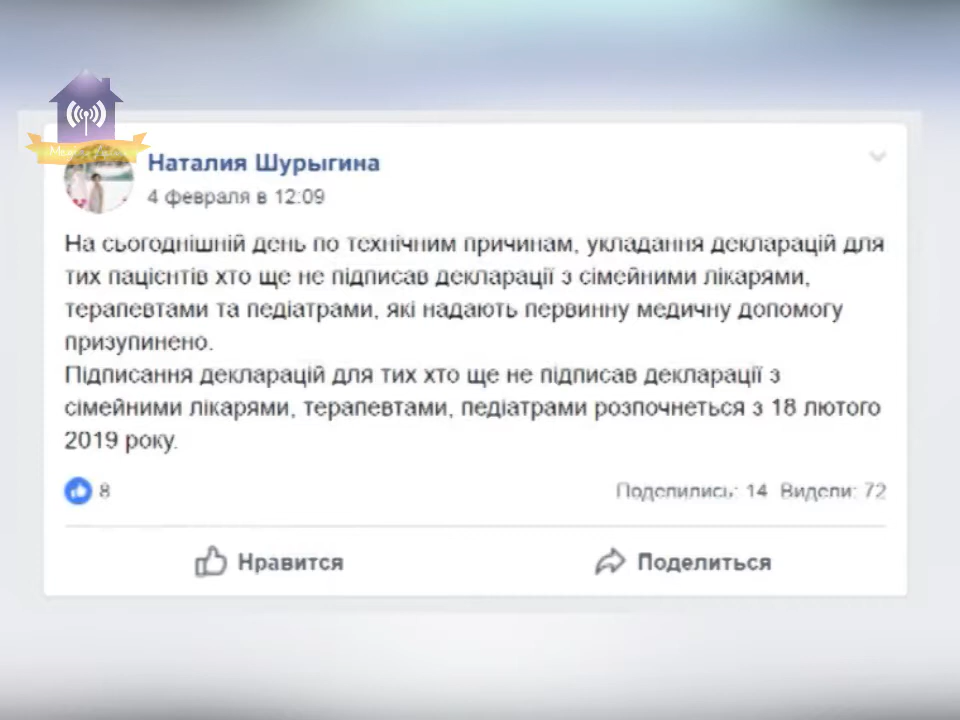 Наталия Шурыгина
4 февраля в 12:09
На сьогоднішній день по технічним причинам, укладання декларацій для
тих пацієнтів хто ще не підписав декларації з сімейними лікарями,
терапевтами та педіатрами, які надають первинну медичну допомогу
призупинено.
Підписання декларацій для тих хто ще не підписав декларації з
сімейними лікарями, терапевтами, педіатрами розпочнеться з 18 лютого
2019 року.
8
Поделились: 14 Видели: 72
Нравится
Поделиться